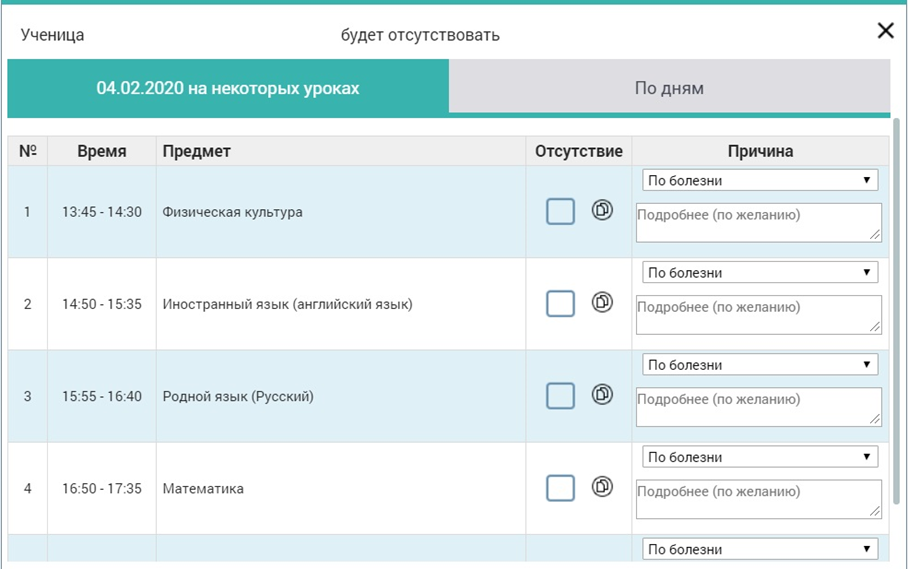 Ученица будет отсутствовать
04.02.2020 на некоторых уроках По дням
№ Время Предмет Отсутствие Причина
По болезни
1 13:45 - 14:30 Физическая культура Подробнее (по желанию)
По болезни
2 14:50 - 15:35 Иностранный язык (английский язык) Подробнее (по желанию)
По болезни
3 15:55 - 16:40 Родной язык (Русский) Подробнее (по желанию)
По болезни
4 16:50 - 17:35 Математика Подробнее (по желанию)
По болезни